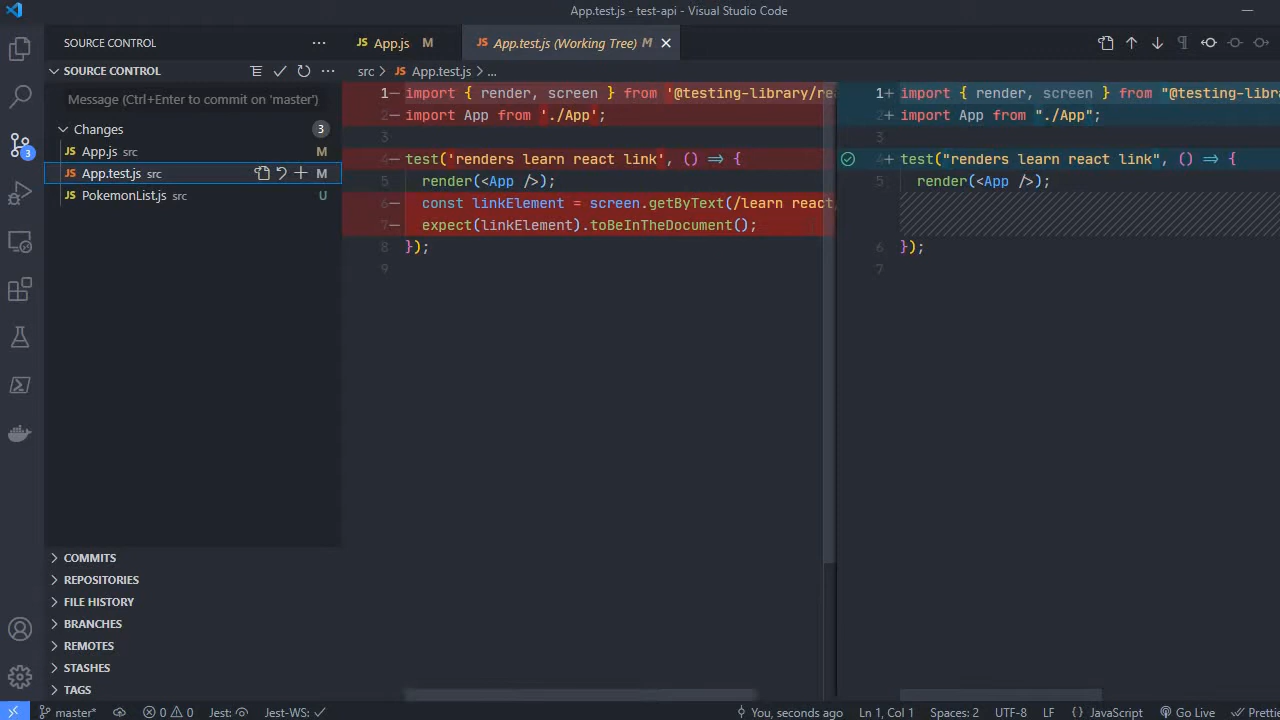 App.test.js - test-api - Visual Studio Code
SOURCE CONTROL
App.js M
App.test.js (Working Tree) M
SOURCE CONTROL
src > App.test.js > ...
Message (Ctrl+Enter to commit on 'master')
Changes 3
App.js src M
App.test.js src M
PokemonList.js src U
3
1 import { render, screen } from '@testing-library/re
2 import App from './App';
3
4 test('renders learn react link', () => {
5 render(<App />);
6 const linkElement = screen.getByText(/learn react
7 expect(linkElement).toBeInTheDocument();
8 });
9
1 import { render, screen } from "@testing-libra
2 import App from "./App";
3
4 test("renders learn react link", () => {
5 render(<App />);
6 });
7
COMMITS
REPOSITORIES
FILE HISTORY
BRANCHES
REMOTES
STASHES
TAGS
master* 0 0 Jest: Jest-WS: You, seconds ago Ln 1, Col 1 Spaces: 2 UTF-8 LF {} JavaScript Go Live